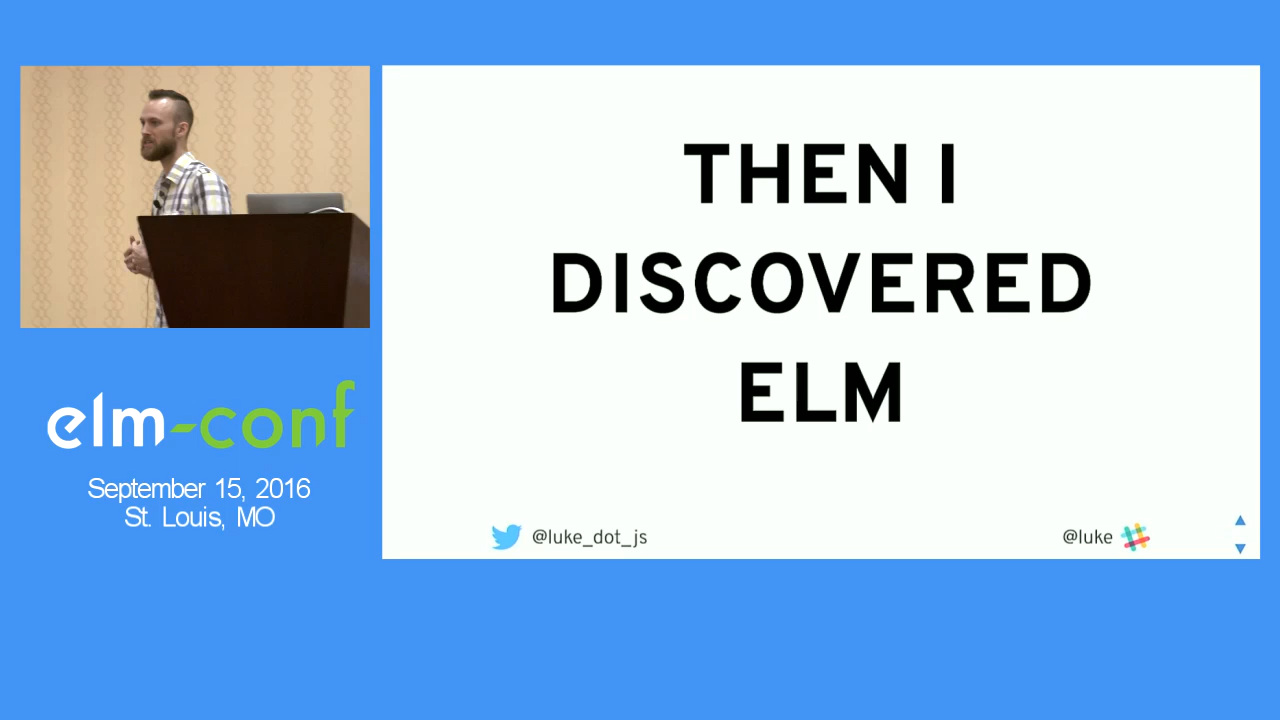 THEN I
DISCOVERED
ELM
@luke_dot_js
@luke
elm-conf
September 15, 2016
St. Louis, MO